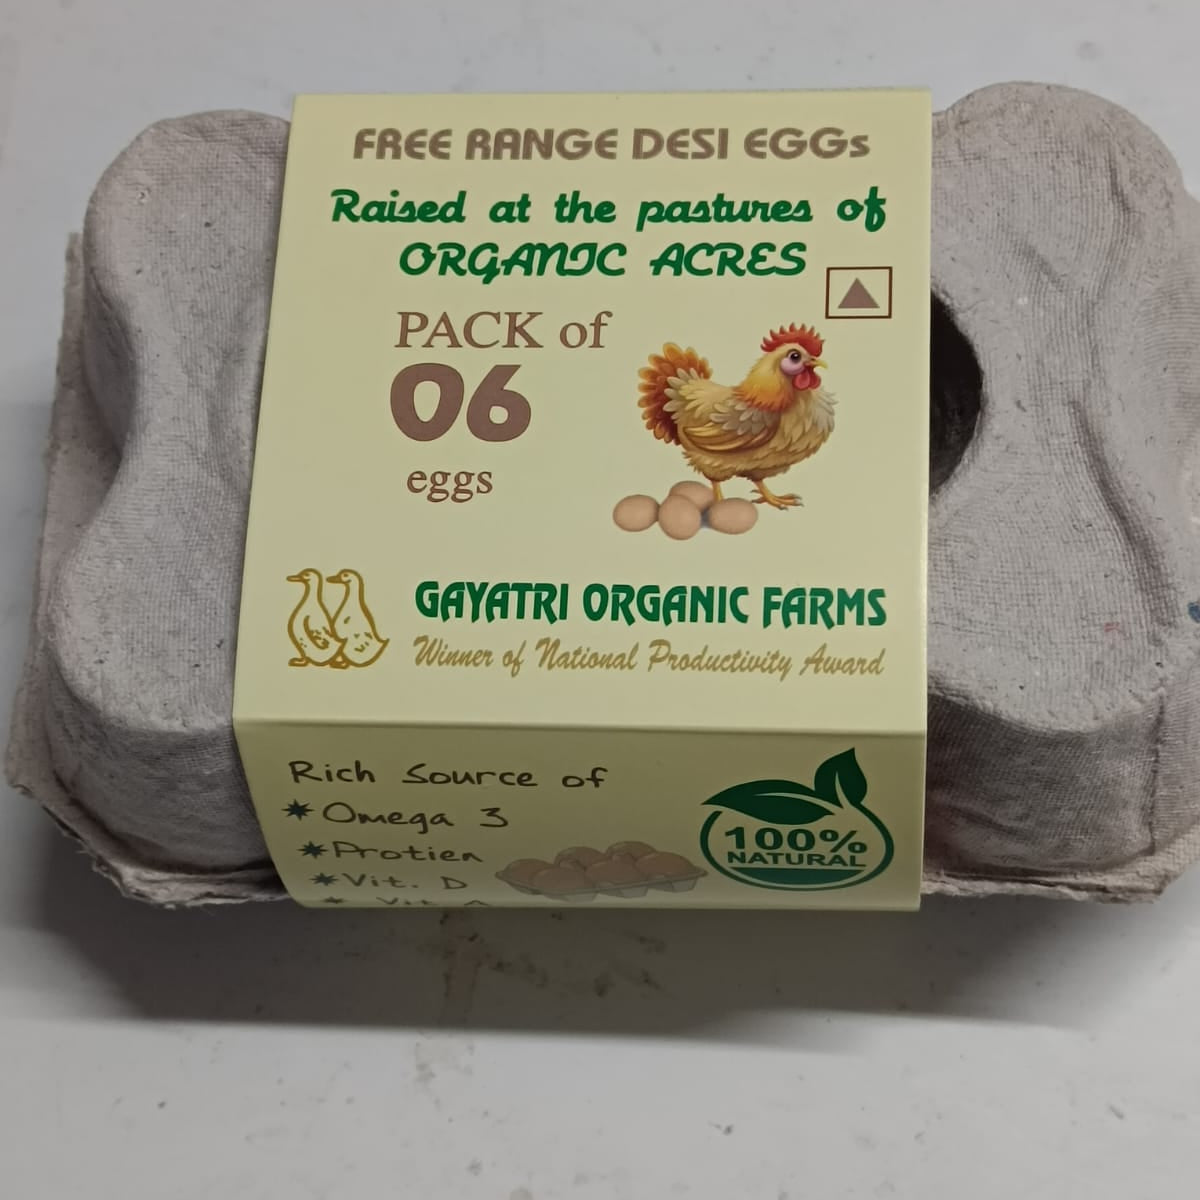 FREE RANGE DESI EGGs
Raised at the pastures of
ORGANIC ACRES
PACK of
06
eggs
GAYATRI ORGANIC FARMS
Winner of National Productivity Award
Rich Source of
* Omega 3
* Protien
* Vit. D
* Vit A
100%
NATURAL